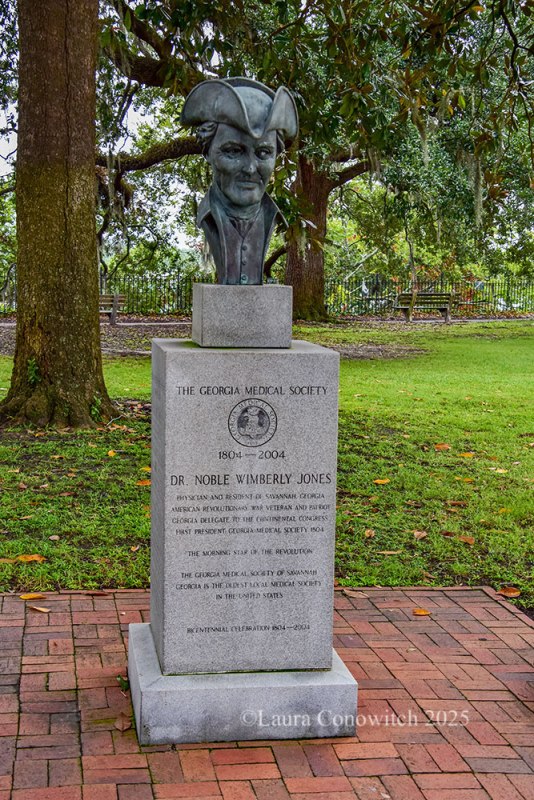 THE GEORGIA MEDICAL SOCIETY
1804—2004
DR. NOBLE WIMBERLY JONES
PHYSICIAN AND RESIDENT OF SAVANNAH, GEORGIA
AMERICAN REVOLUTIONARY WAR VETERAN AND PATRIOT
GEORGIA DELEGATE TO THE CONTINENTAL CONGRESS
FIRST PRESIDENT GEORGIA MEDICAL SOCIETY 1804
THE MORNING STAR OF THE REVOLUTION
THE GEORGIA MEDICAL SOCIETY OF SAVANNAH,
GEORGIA IS THE OLDEST LOCAL MEDICAL SOCIETY
IN THE UNITED STATES
BICENTENNIAL CELEBRATION 1804—2004
©Laura Conowitch 2025